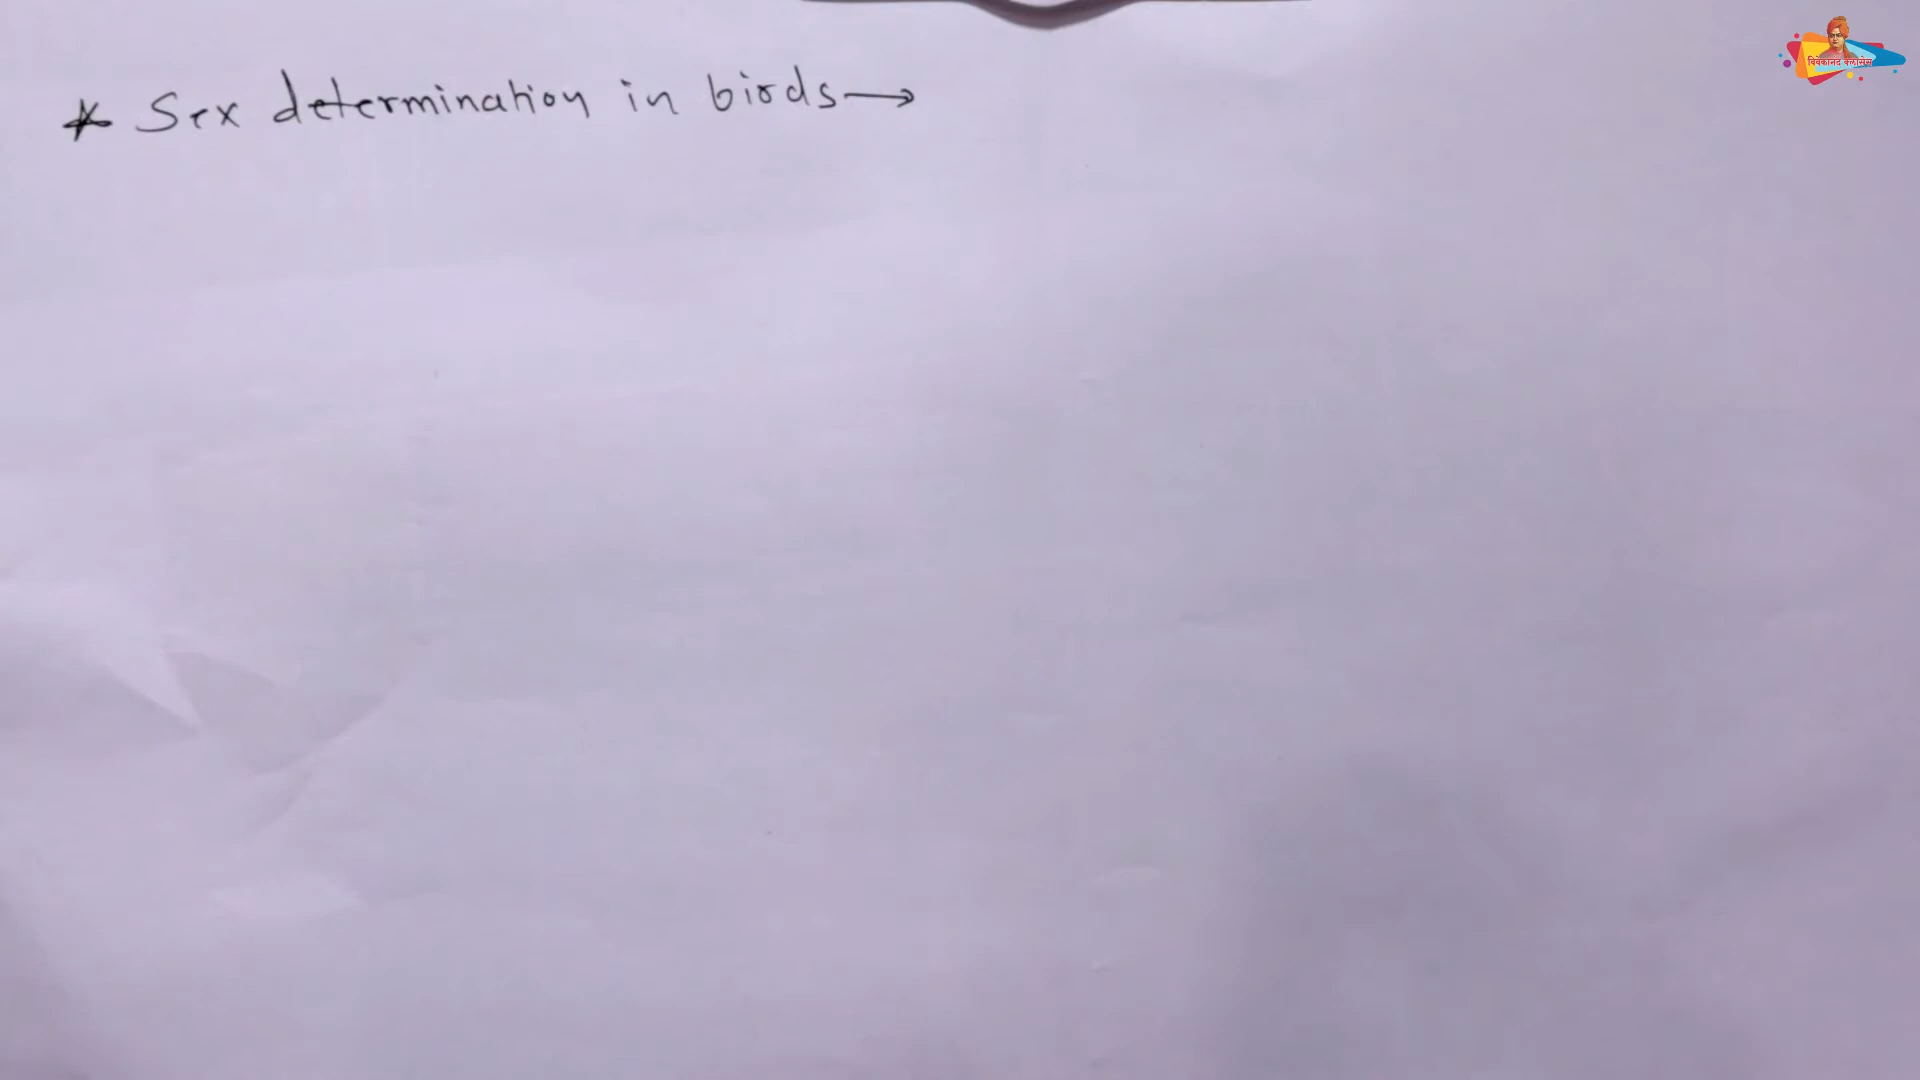 * Sex determination in birds →
विवेकानंद क्लासेस